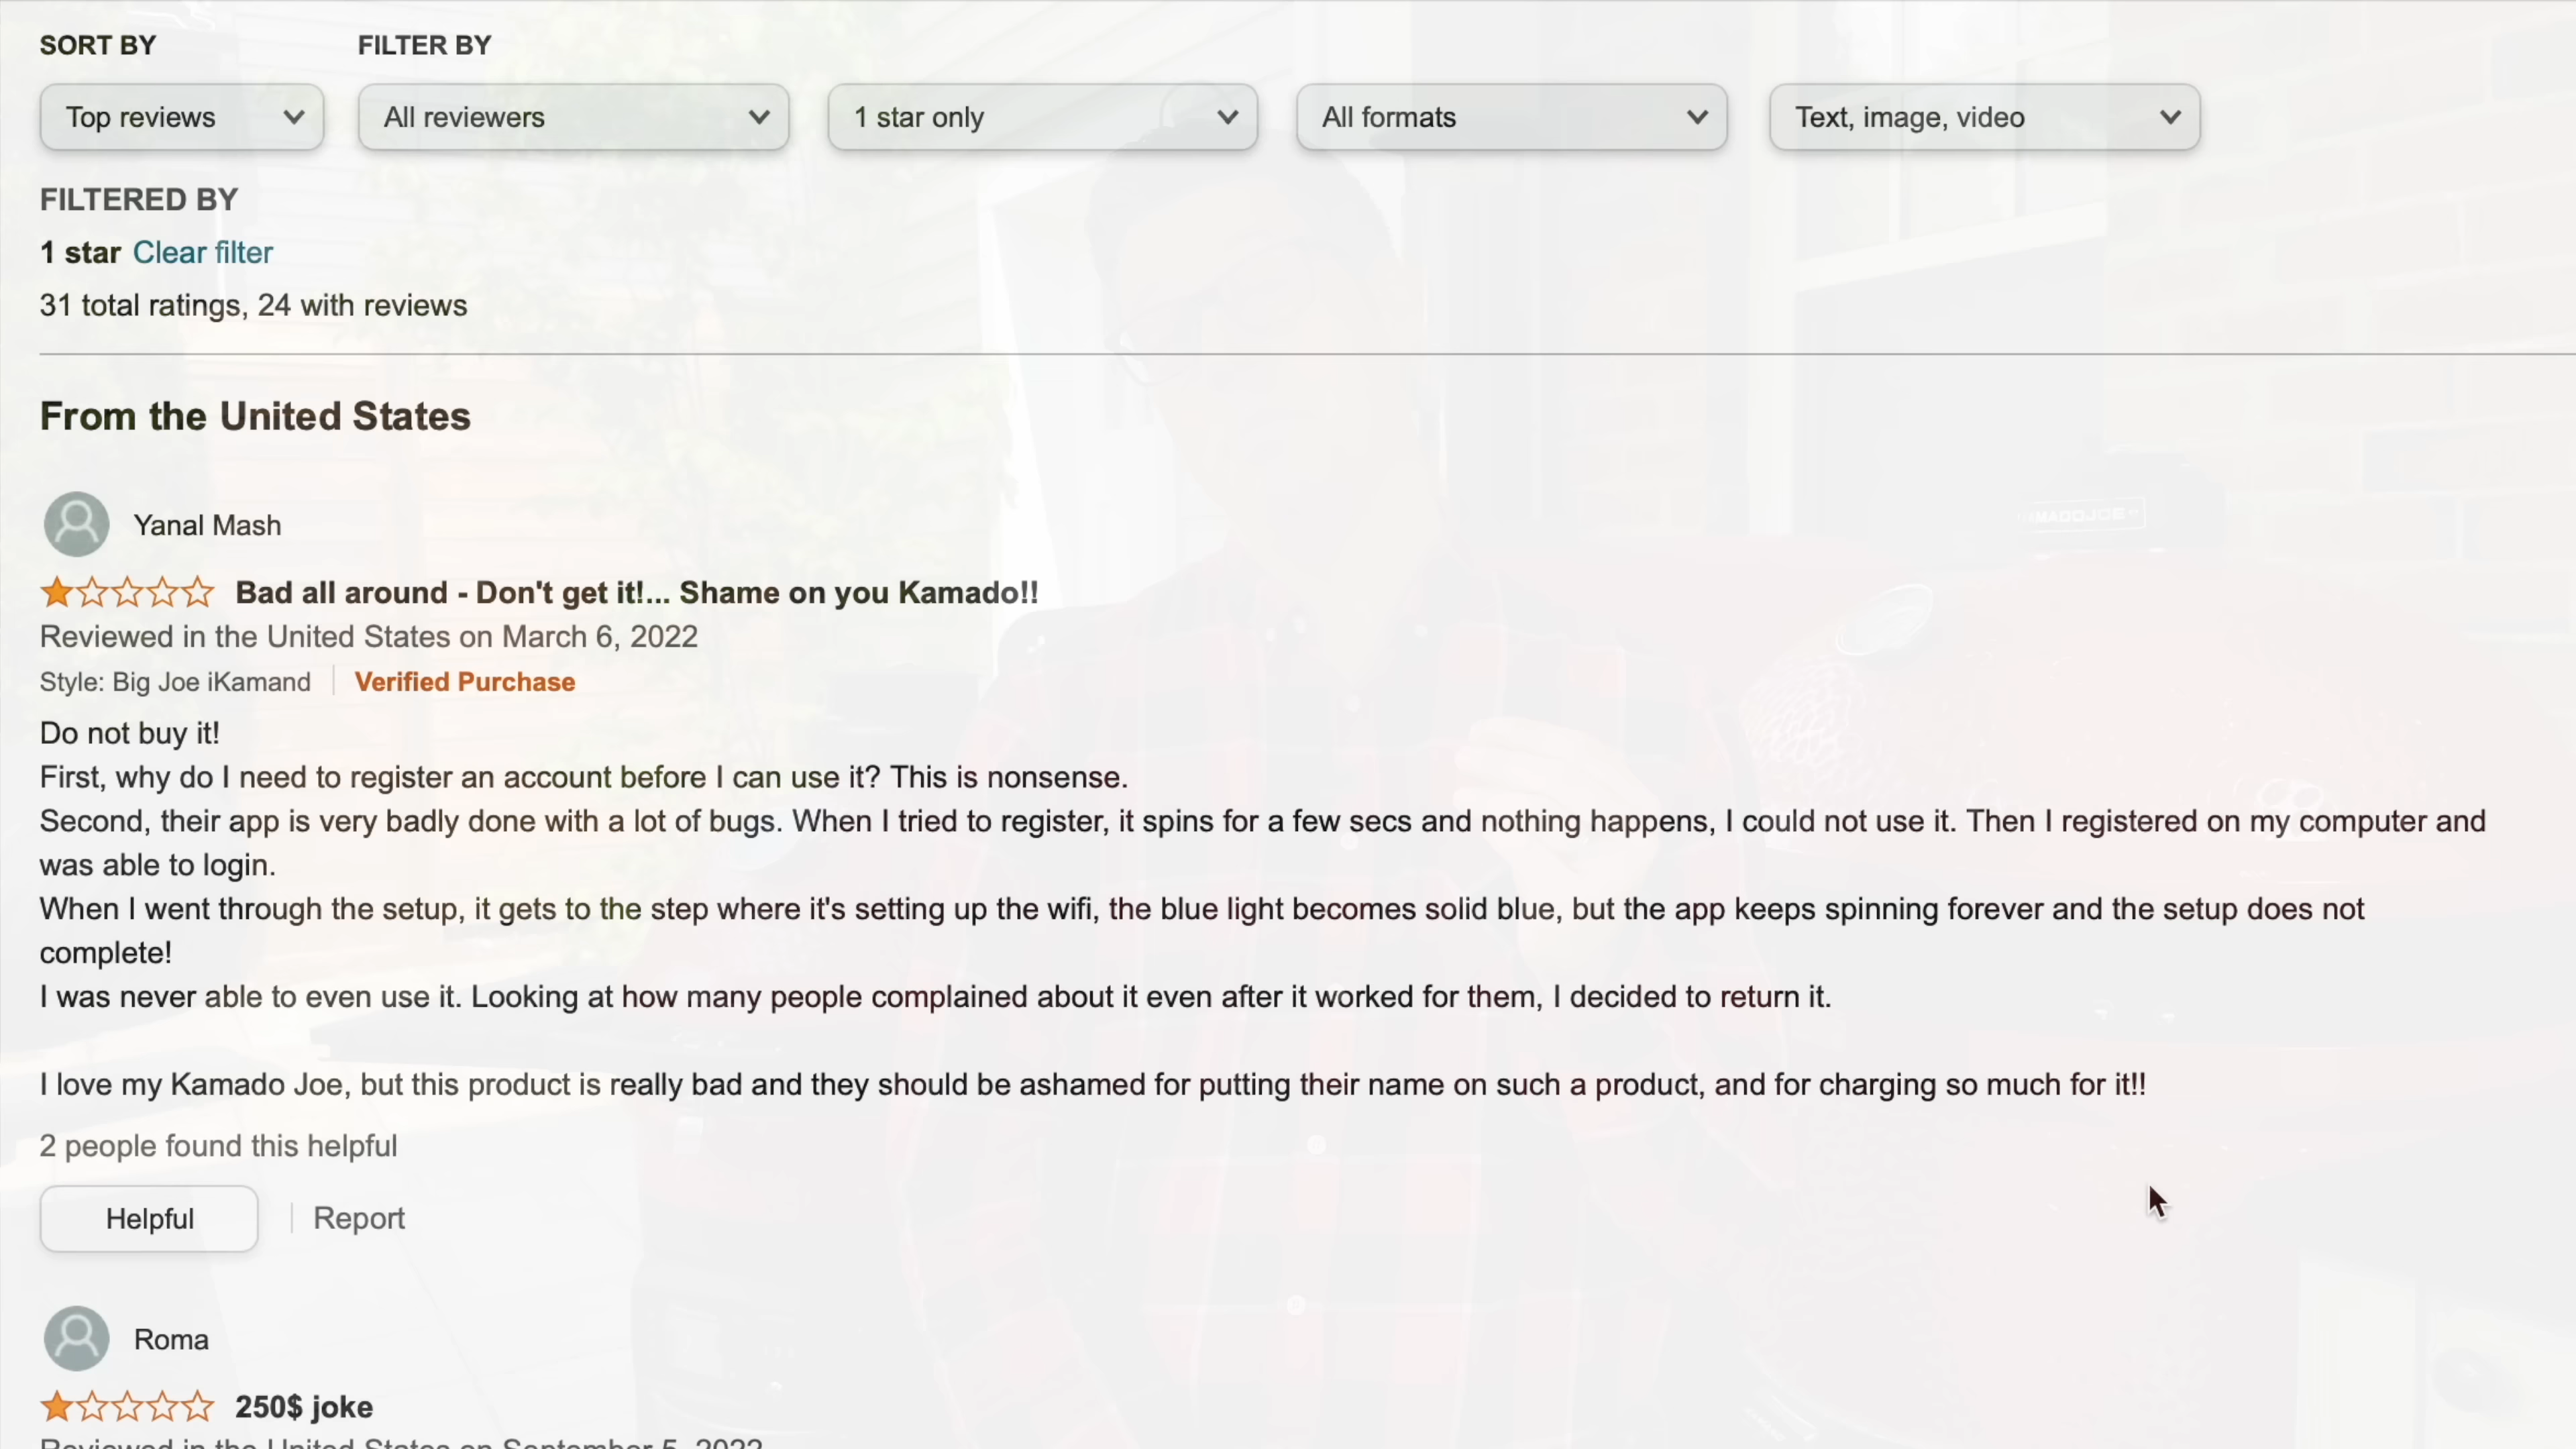 SORT BY
FILTER BY
Top reviews
All reviewers
1 star only
All formats
Text, image, video
FILTERED BY
1 star Clear filter
31 total ratings, 24 with reviews
From the United States
Yanal Mash
Bad all around - Don't get it!... Shame on you Kamado!!
Reviewed in the United States on March 6, 2022
Style: Big Joe iKamand
Verified Purchase
Do not buy it!
First, why do I need to register an account before I can use it? This is nonsense.
Second, their app is very badly done with a lot of bugs. When I tried to register, it spins for a few secs and nothing happens, I could not use it. Then I registered on my computer and
was able to login.
When I went through the setup, it gets to the step where it's setting up the wifi, the blue light becomes solid blue, but the app keeps spinning forever and the setup does not
complete!
I was never able to even use it. Looking at how many people complained about it even after it worked for them, I decided to return it.
I love my Kamado Joe, but this product is really bad and they should be ashamed for putting their name on such a product, and for charging so much for it!!
2 people found this helpful
Helpful
Report
Roma
250$ joke
Reviewed in the United States on September 5, 2022